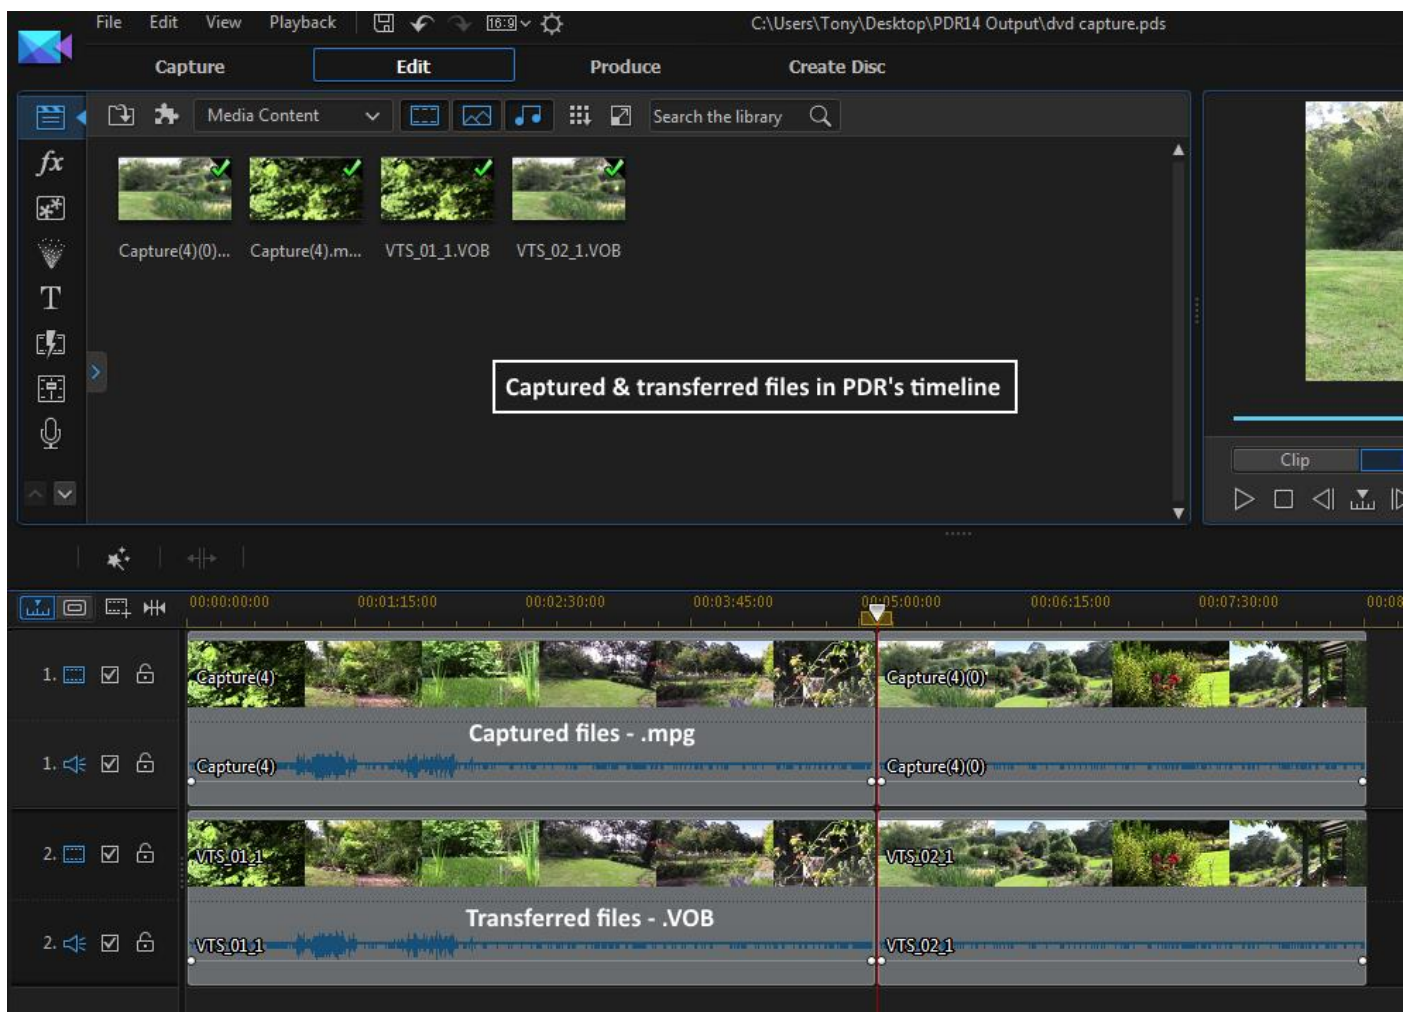 File Edit View Playback 16:9 C:\Users\Tony\Desktop\PDR14 Output\dvd capture.pds
Capture Edit Produce Create Disc
Media Content Search the library
fx
Capture(4)(0)... Capture(4).m... VTS_01_1.VOB VTS_02_1.VOB
T
Captured & transferred files in PDR's timeline
Clip
00:00:00:00 00:01:15:00 00:02:30:00 00:03:45:00 00:05:00:00 00:06:15:00 00:07:30:00 00:08
1. Capture(4) Capture(4)(0)
Captured files - .mpg
1. Capture(4) Capture(4)(0)
2. VTS_01_1 VTS_02_1
Transferred files - .VOB
2. VTS_01_1 VTS_02_1